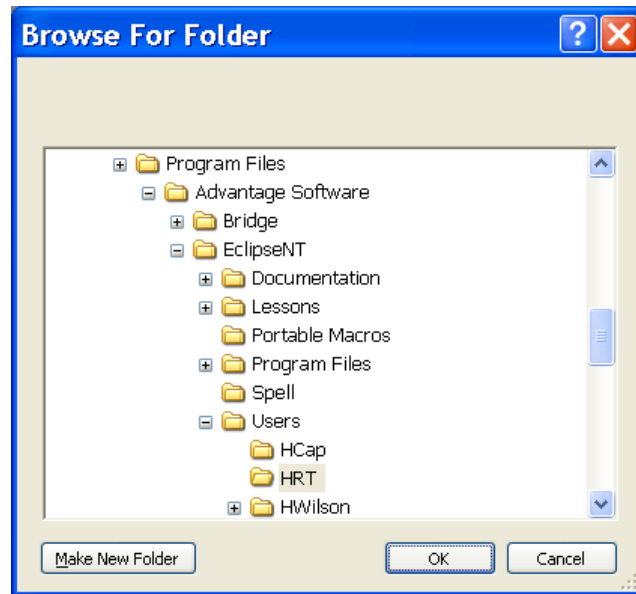 Browse For Folder
Program Files
Advantage Software
Bridge
EclipseNT
Documentation
Lessons
Portable Macros
Program Files
Spell
Users
HCap
HRT
HWilson
Make New Folder
OK
Cancel